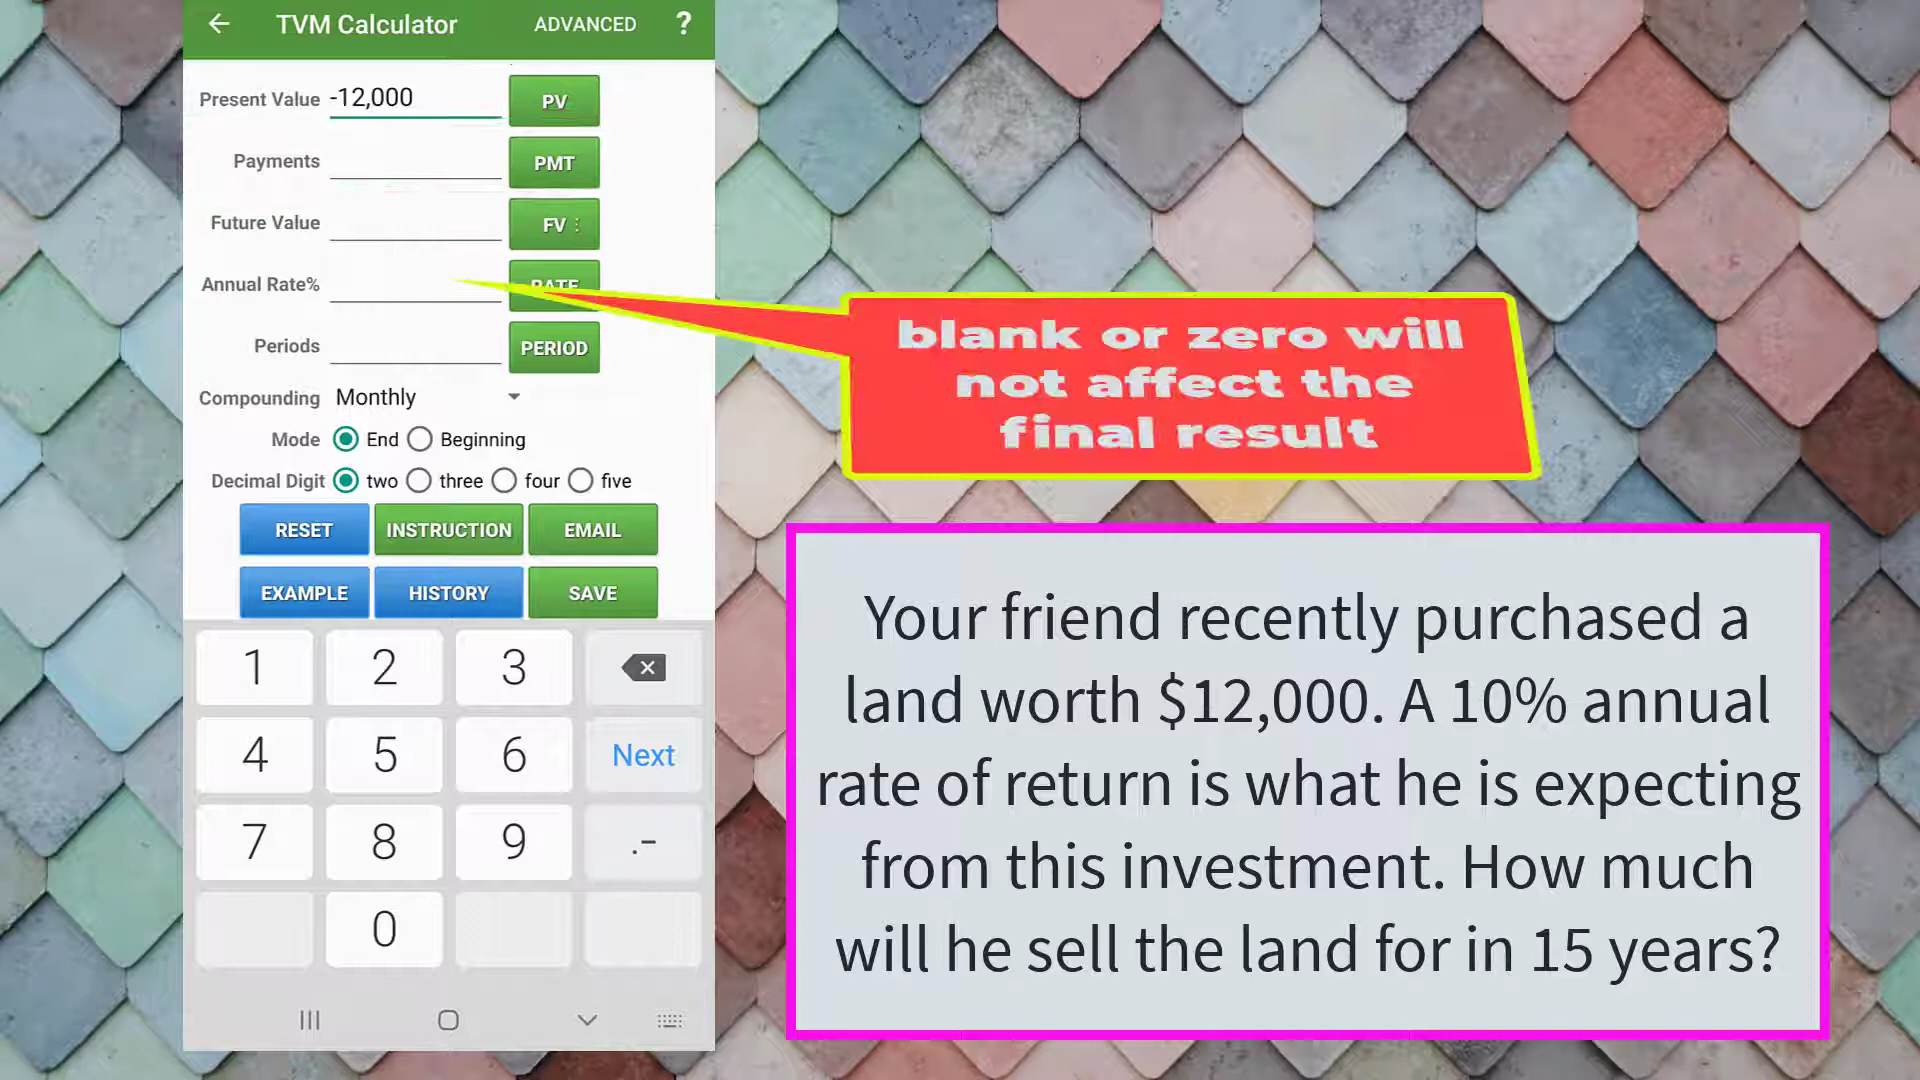 TVM Calculator ADVANCED ?
Present Value -12,000 PV
Payments PMT
Future Value FV
Annual Rate% RATE
Periods PERIOD
Compounding Monthly
Mode End Beginning
Decimal Digit two three four five
RESET INSTRUCTION EMAIL
EXAMPLE HISTORY SAVE
1 2 3
4 5 6 Next
7 8 9 .-
0
blank or zero will
not affect the
final result
Your friend recently purchased a
land worth $12,000. A 10% annual
rate of return is what he is expecting
from this investment. How much
will he sell the land for in 15 years?